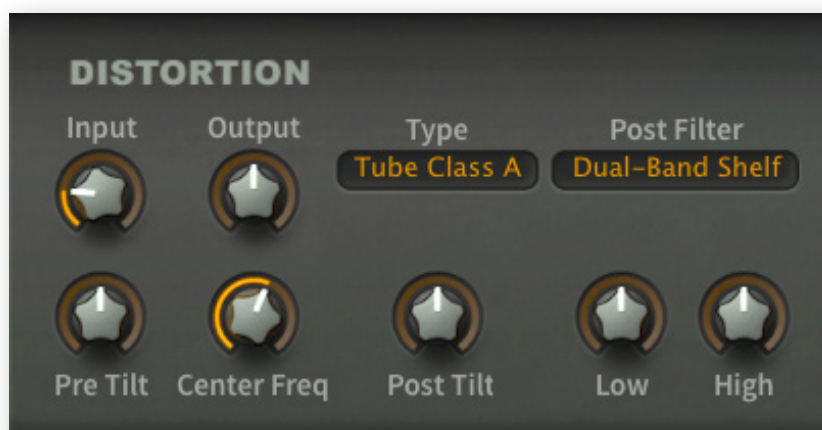 DISTORTION
Input Output Type Post Filter
Tube Class A Dual-Band Shelf
Pre Tilt Center Freq Post Tilt Low High